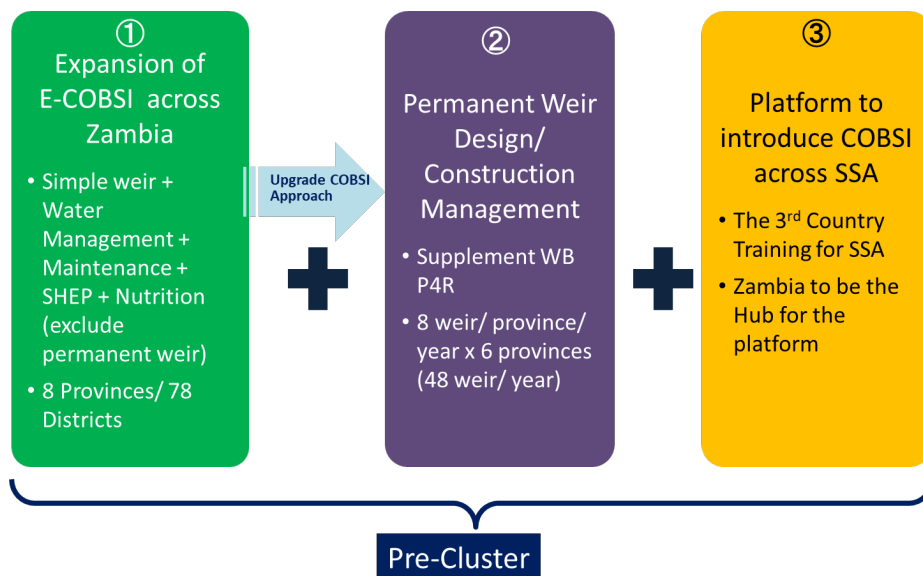 ①
Expansion of
E-COBSI across
Zambia
• Simple weir +
Water
Management +
Maintenance +
SHEP + Nutrition
(exclude
permanent weir)
• 8 Provinces/ 78
Districts
Upgrade COBSI
Approach
②
Permanent Weir
Design/
Construction
Management
• Supplement WB
P4R
• 8 weir/ province/
year x 6 provinces
(48 weir/ year)
③
Platform to
introduce COBSI
across SSA
• The 3rd Country
Training for SSA
• Zambia to be the
Hub for the
platform
Pre-Cluster